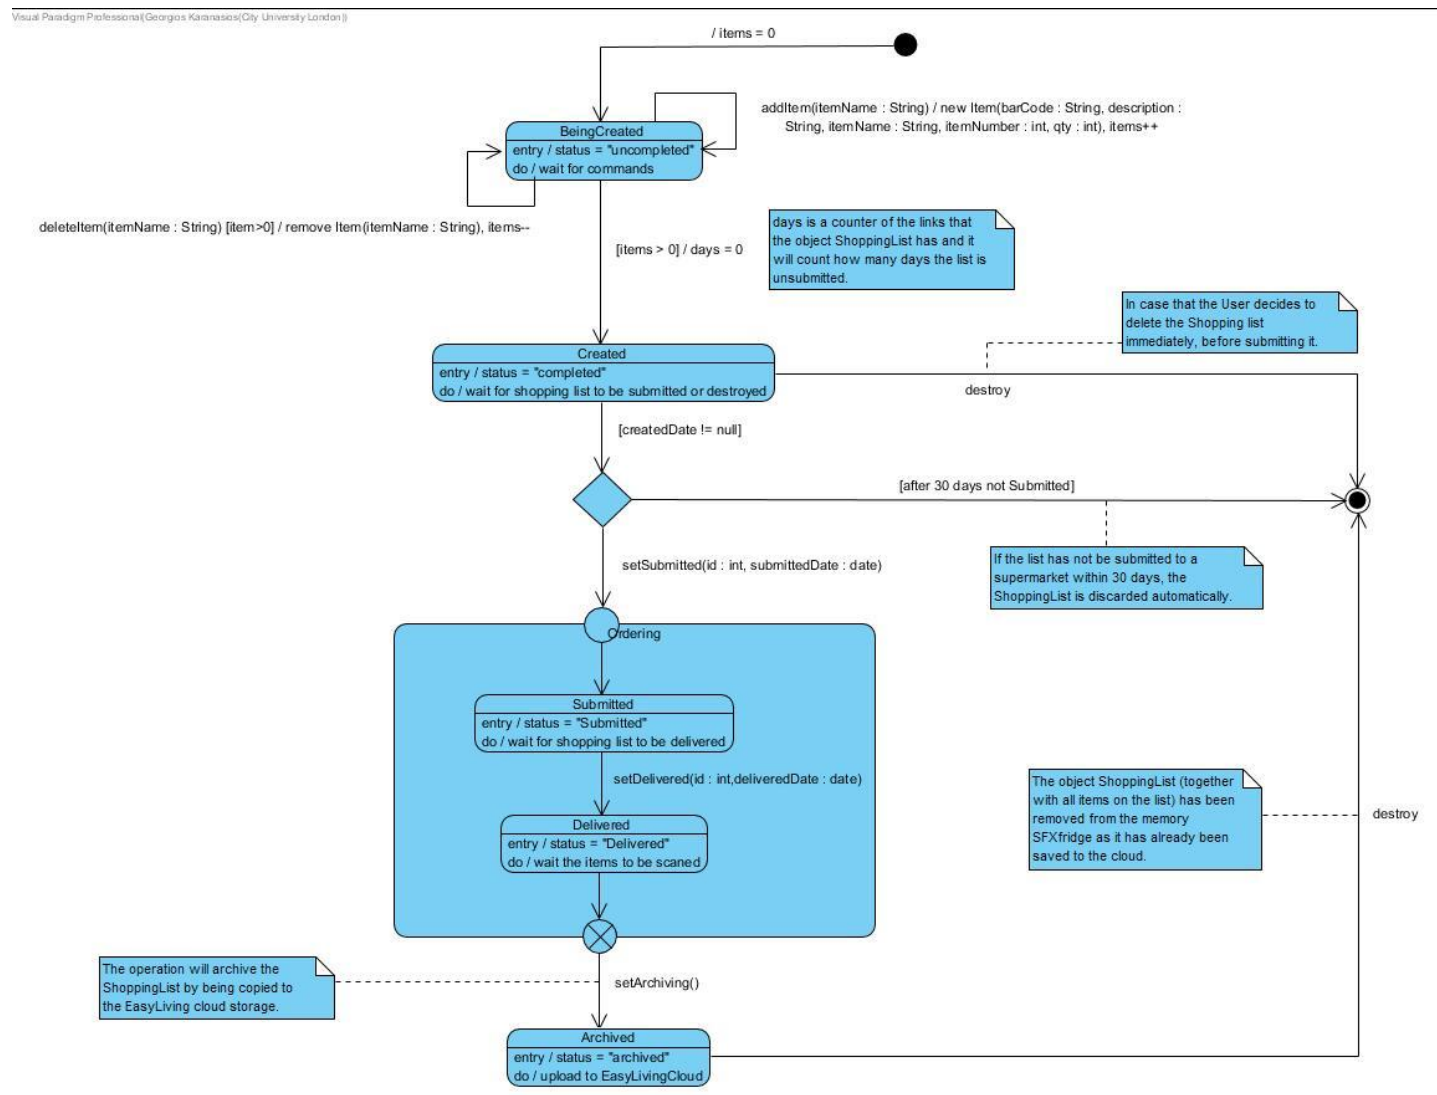 Visual Paradigm Professional(Georgios Karanasios(City University London))
/ items = 0
addItem(itemName : String) / new Item(barCode : String, description :
String, itemName : String, itemNumber : int, qty : int), items++
BeingCreated
entry / status = "uncompleted"
do / wait for commands
deleteItem(itemName : String) [item>0] / remove Item(itemName : String), items--
days is a counter of the links that
the object ShoppingList has and it
will count how many days the list is
unsubmitted.
[items > 0] / days = 0
In case that the User decides to
delete the Shopping list
immediately, before submitting it.
Created
entry / status = "completed"
do / wait for shopping list to be submitted or destroyed
destroy
[createdDate != null]
[after 30 days not Submitted]
If the list has not be submitted to a
supermarket within 30 days, the
ShoppingList is discarded automatically.
setSubmitted(id : int, submittedDate : date)
Ordering
Submitted
entry / status = "Submitted"
do / wait for shopping list to be delivered
setDelivered(id : int,deliveredDate : date)
The object ShoppingList (together
with all items on the list) has been
removed from the memory
SFXfridge as it has already been
saved to the cloud.
destroy
Delivered
entry / status = "Delivered"
do / wait the items to be scaned
The operation will archive the
ShoppingList by being copied to
the EasyLiving cloud storage.
setArchiving()
Archived
entry / status = "archived"
do / upload to EasyLivingCloud